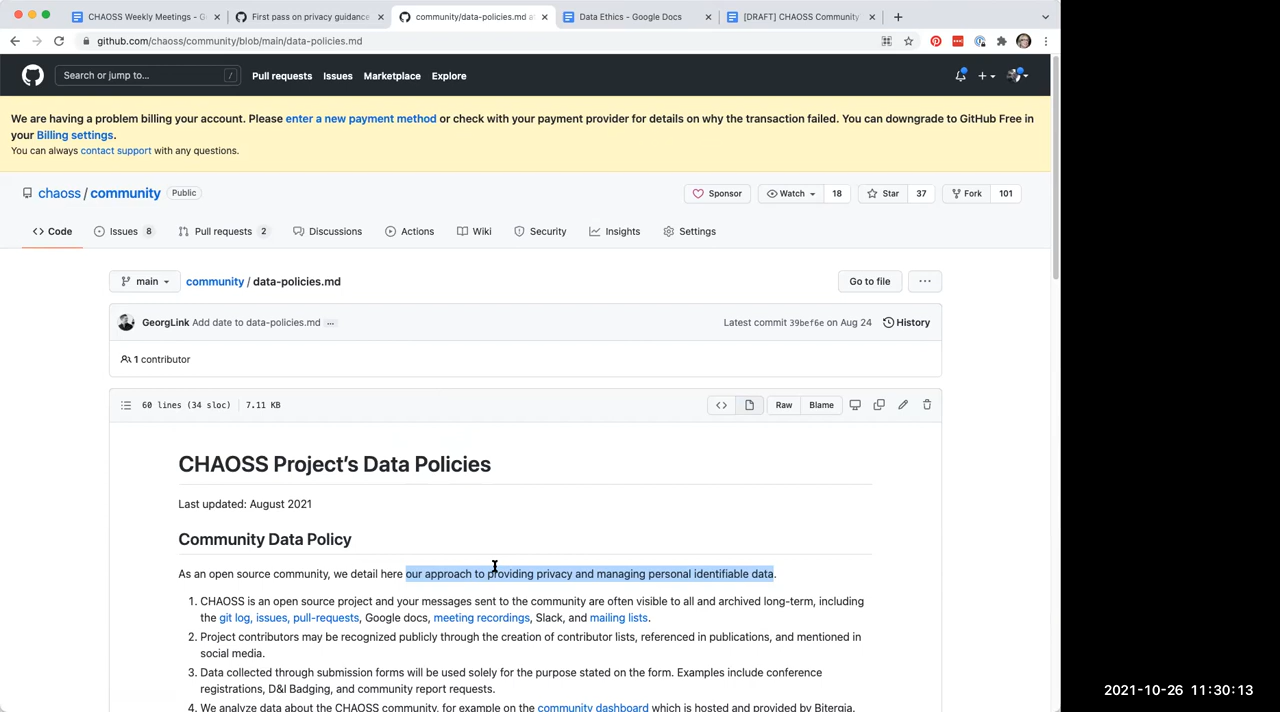 CHAOSS Weekly Meetings - G
First pass on privacy guidance
community/data-policies.md a
Data Ethics - Google Docs
[DRAFT] CHAOSS Community
github.com/chaoss/community/blob/main/data-policies.md
Search or jump to... /
Pull requests Issues Marketplace Explore
We are having a problem billing your account. Please enter a new payment method or check with your payment provider for details on why the transaction failed. You can downgrade to GitHub Free in
your Billing settings.
You can always contact support with any questions.
chaoss / community Public
Sponsor Watch 18 Star 37 Fork 101
Code Issues 8 Pull requests 2 Discussions Actions Wiki Security Insights Settings
main community / data-policies.md Go to file ...
GeorgLink Add date to data-policies.md ... Latest commit 39bef6e on Aug 24 History
1 contributor
60 lines (34 sloc) 7.11 KB Raw Blame
CHAOSS Project's Data Policies
Last updated: August 2021
Community Data Policy
As an open source community, we detail here our approach to providing privacy and managing personal identifiable data.
1. CHAOSS is an open source project and your messages sent to the community are often visible to all and archived long-term, including
the git log, issues, pull-requests, Google docs, meeting recordings, Slack, and mailing lists.
2. Project contributors may be recognized publicly through the creation of contributor lists, referenced in publications, and mentioned in
social media.
3. Data collected through submission forms will be used solely for the purpose stated on the form. Examples include conference
registrations, D&I Badging, and community report requests.
4. We analyze data about the CHAOSS community, for example on the community dashboard which is hosted and provided by Bitergia.
2021-10-26 11:30:13